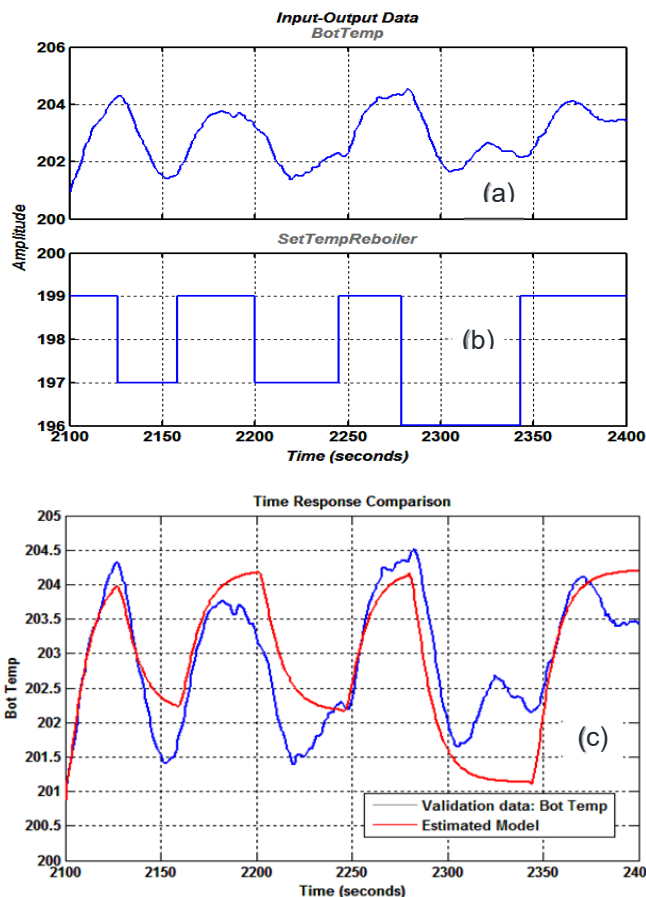 Input-Output Data
BotTemp
206
204
202
200
(a)
Amplitude
SetTempReboiler
200
199
198
197
196
(b)
2100 2150 2200 2250 2300 2350 2400
Time (seconds)
Time Response Comparison
205
204.5
204
203.5
203
202.5
202
201.5
201
200.5
200
Bot Temp
(c)
Validation data: Bot Temp
Estimated Model
2100 2150 2200 2250 2300 2350 240
Time (seconds)